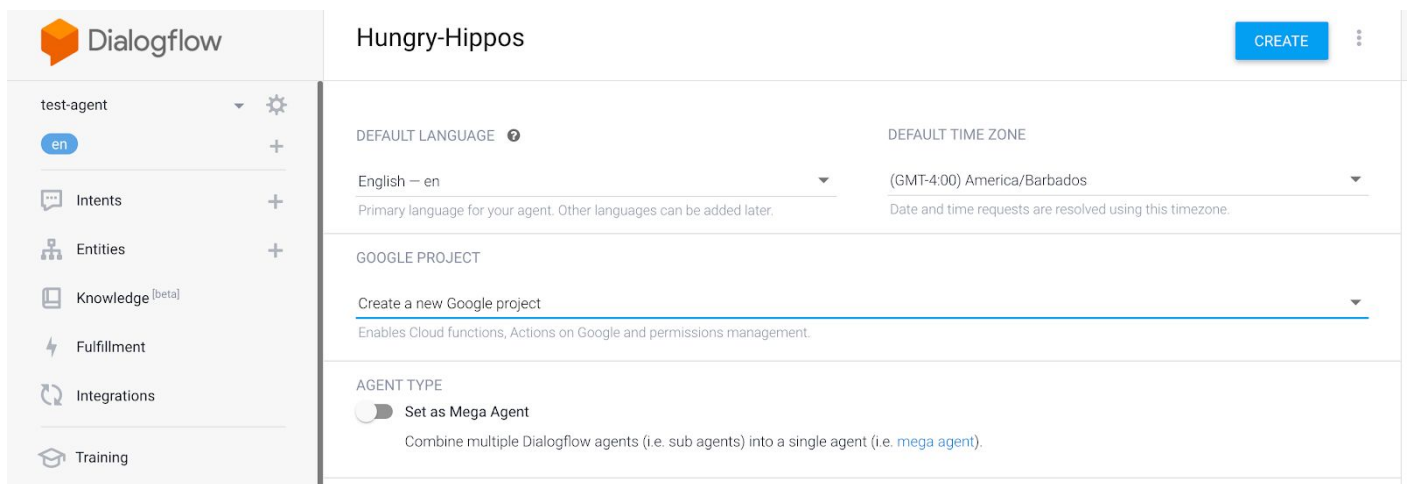 Dialogflow
Hungry-Hippos
CREATE
test-agent
en
Intents
Entities
Knowledge [beta]
Fulfillment
Integrations
Training
DEFAULT LANGUAGE
English — en
Primary language for your agent. Other languages can be added later.
DEFAULT TIME ZONE
(GMT-4:00) America/Barbados
Date and time requests are resolved using this timezone.
GOOGLE PROJECT
Create a new Google project
Enables Cloud functions, Actions on Google and permissions management.
AGENT TYPE
Set as Mega Agent
Combine multiple Dialogflow agents (i.e. sub agents) into a single agent (i.e. mega agent).